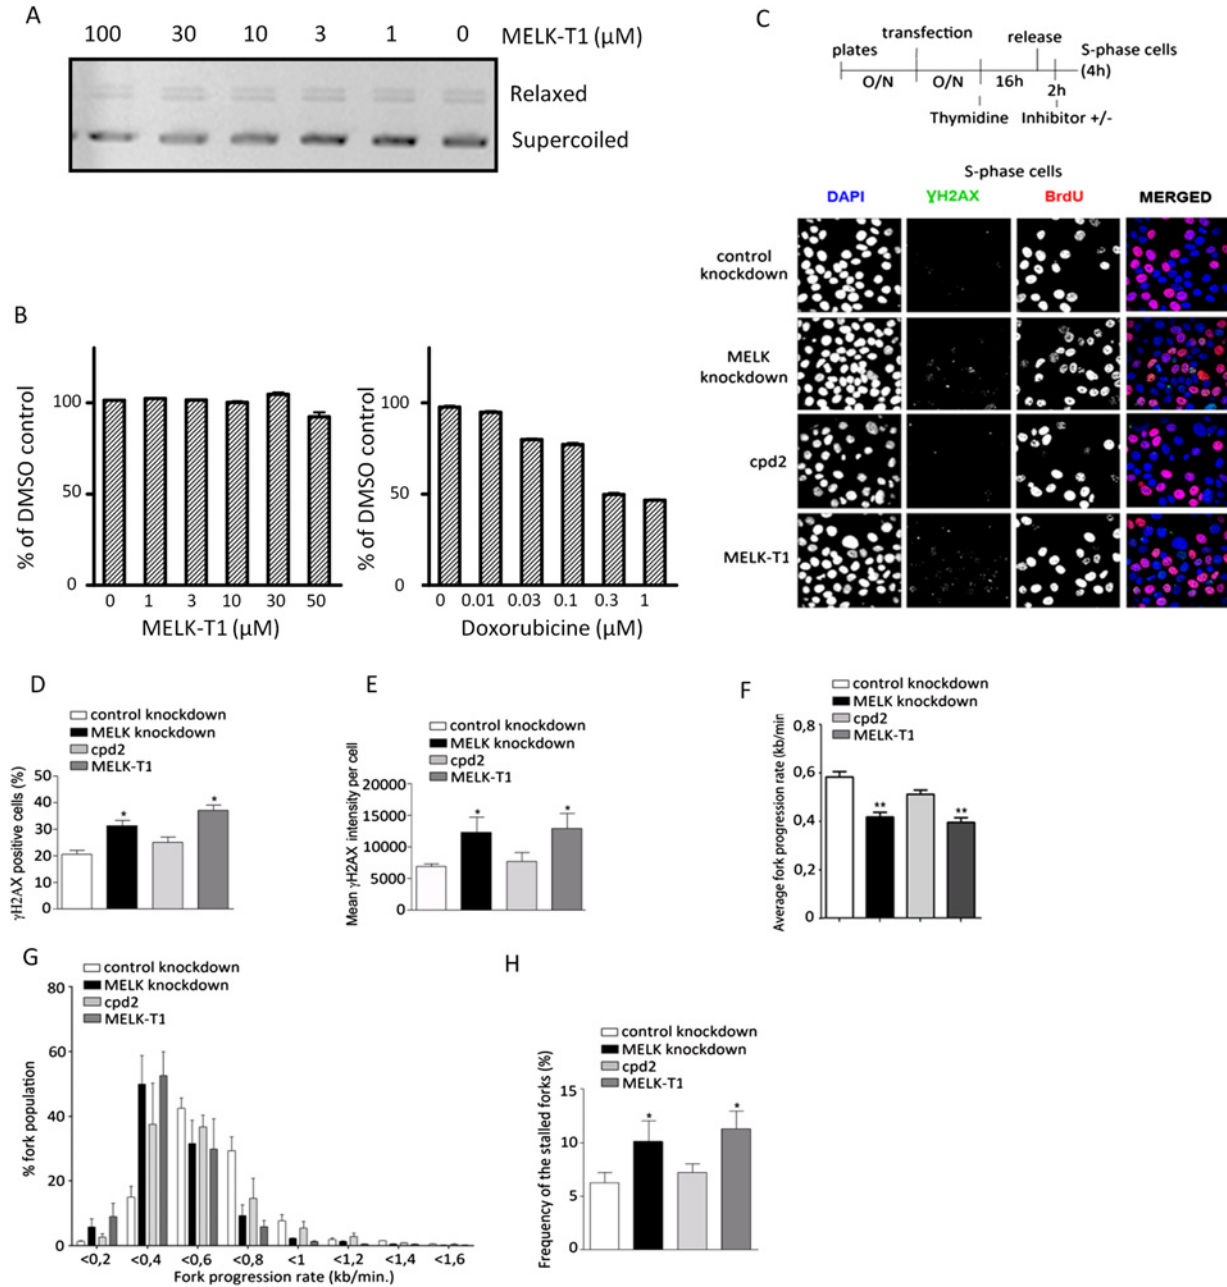 A
100 30 10 3 1 0 MELK-T1 (μM)
Relaxed
Supercoiled
B
% of DMSO control
100
50
0
0 1 3 10 30 50
MELK-T1 (μM)
% of DMSO control
100
50
0
0 0.01 0.03 0.1 0.3 1
Doxorubicine (μM)
C
plates transfection release S-phase cells
(4h)
O/N O/N 16h 2h
Thymidine Inhibitor +/-
S-phase cells
DAPI ƔH2AX BrdU MERGED
control
knockdown
MELK
knockdown
cpd2
MELK-T1
D
control knockdown
MELK knockdown
cpd2
MELK-T1
γH2AX positive cells (%)
50
40
30
20
10
0
* *
E
control knockdown
MELK knockdown
cpd2
MELK-T1
Mean γH2AX intensity per cell
20000
15000
10000
5000
0
* *
F
control knockdown
MELK knockdown
cpd2
MELK-T1
Average fork progression rate (kb/min
0,8
0,6
0,4
0,2
0
** **
G
control knockdown
MELK knockdown
cpd2
MELK-T1
% fork population
80
60
40
20
0
<0,2 <0,4 <0,6 <0,8 <1 <1,2 <1,4 <1,6
Fork progression rate (kb/min.)
H
control knockdown
MELK knockdown
cpd2
MELK-T1
Frequency of the stalled forks (%)
15
10
5
0
* *